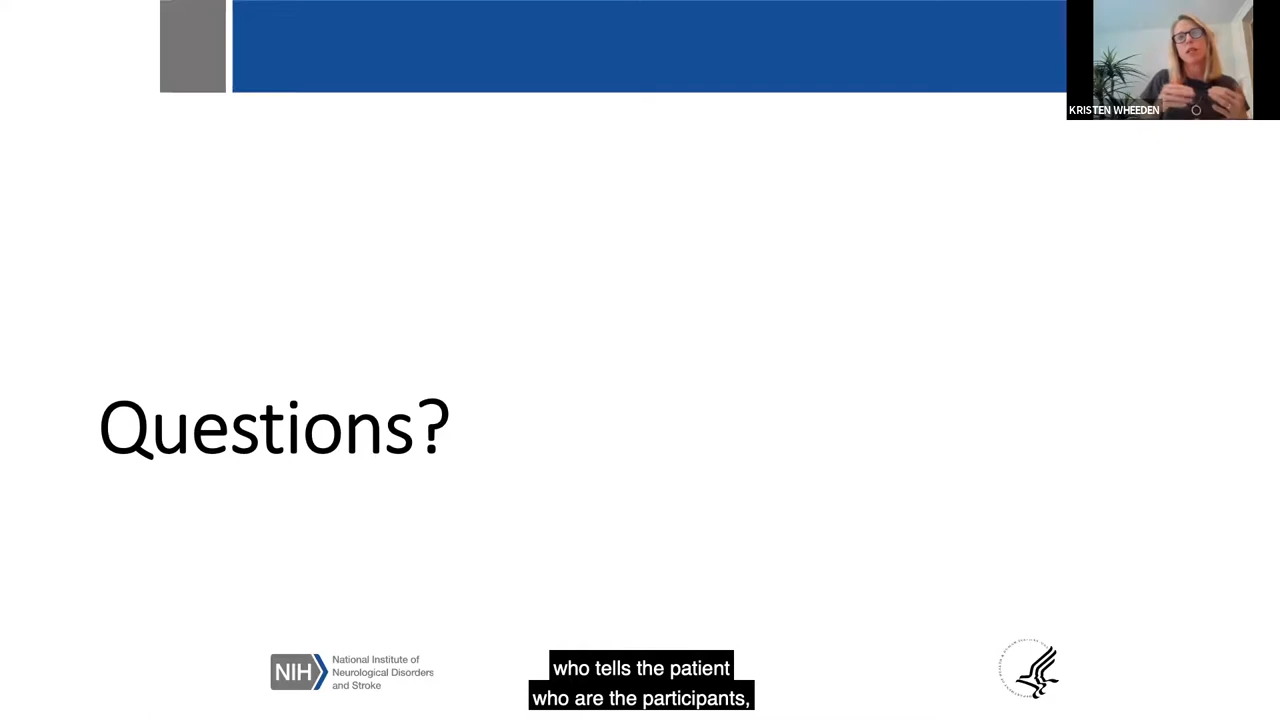 KRISTEN WHEEDEN
Questions?
NIH
National Institute of
Neurological Disorders
and Stroke
who tells the patient
who are the participants,